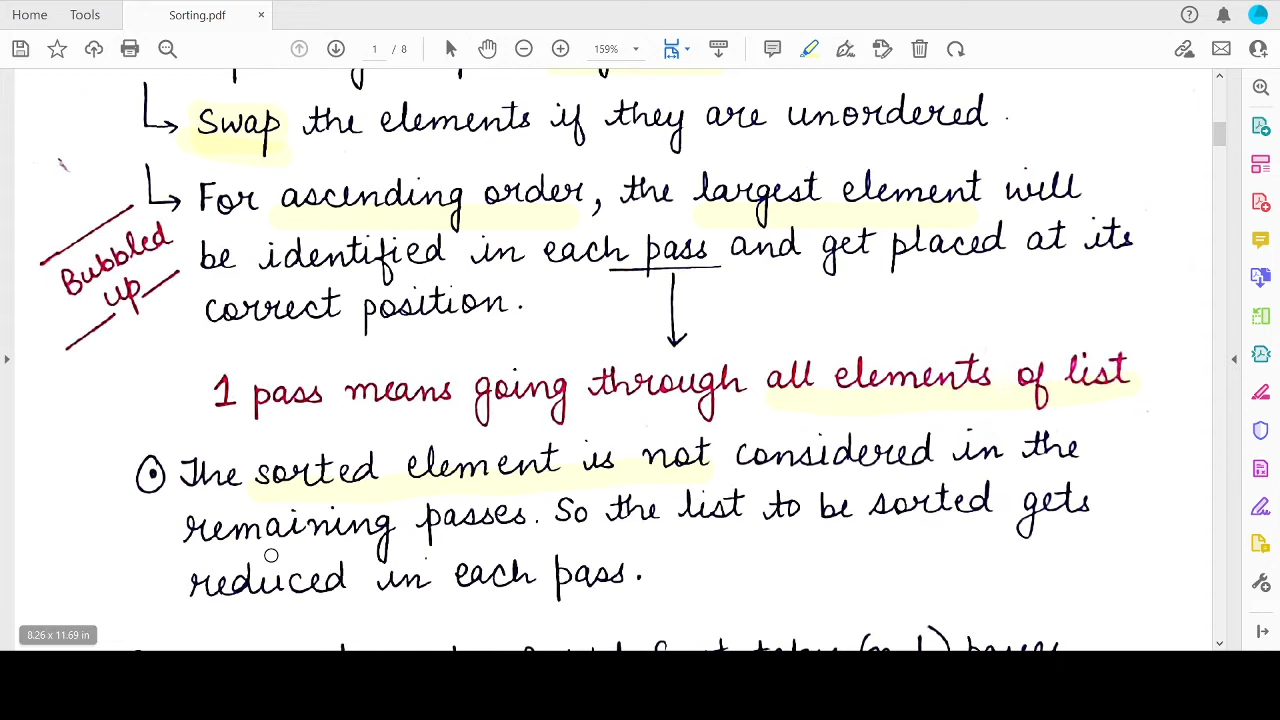 Home Tools Sorting.pdf ×
1 / 8 159%
↳ Swap the elements if they are unordered.
↳ For ascending order, the largest element will
be identified in each pass and get placed at its
correct position.
Bubbled
up
1 pass means going through all elements of list
⊙ The sorted element is not considered in the
remaining passes. So the list to be sorted gets
reduced in each pass.
8.26 x 11.69 in